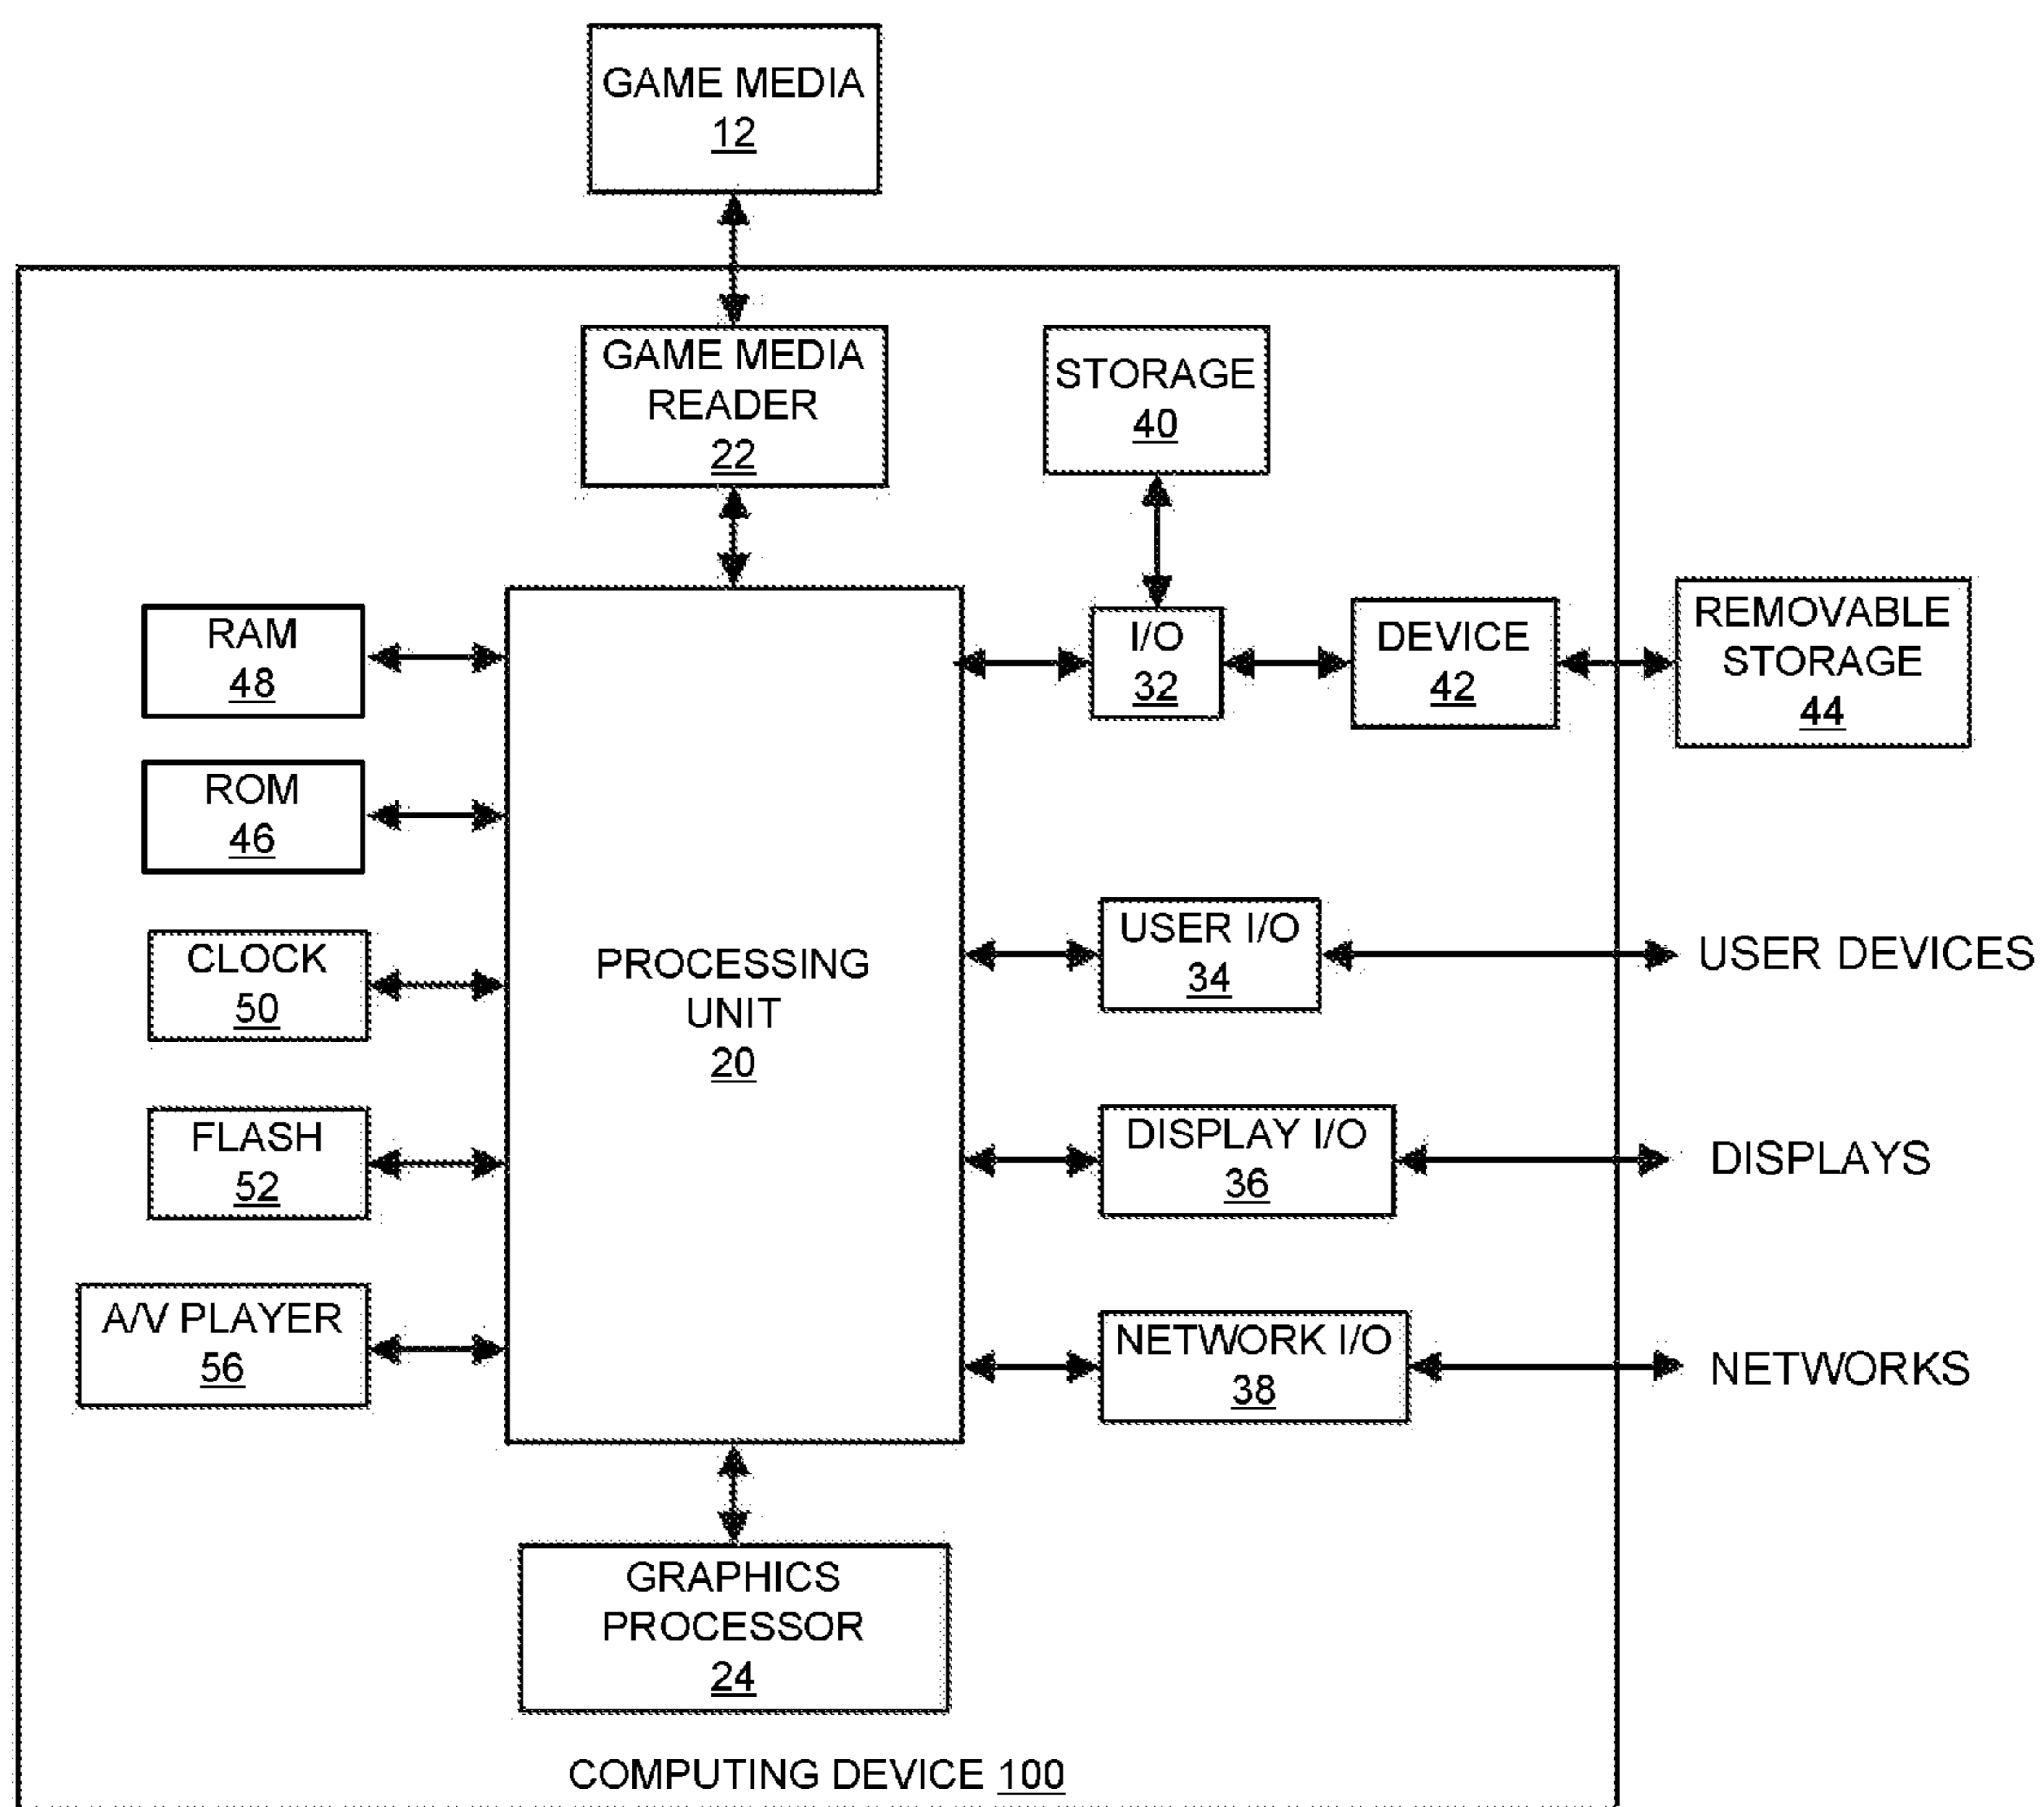 GAME MEDIA
12
GAME MEDIA
READER
22
STORAGE
40
RAM
48
I/O
32
DEVICE
42
REMOVABLE
STORAGE
44
ROM
46
CLOCK
50
PROCESSING
UNIT
20
USER I/O
34
USER DEVICES
FLASH
52
DISPLAY I/O
36
DISPLAYS
A/V PLAYER
56
NETWORK I/O
38
NETWORKS
GRAPHICS
PROCESSOR
24
COMPUTING DEVICE 100